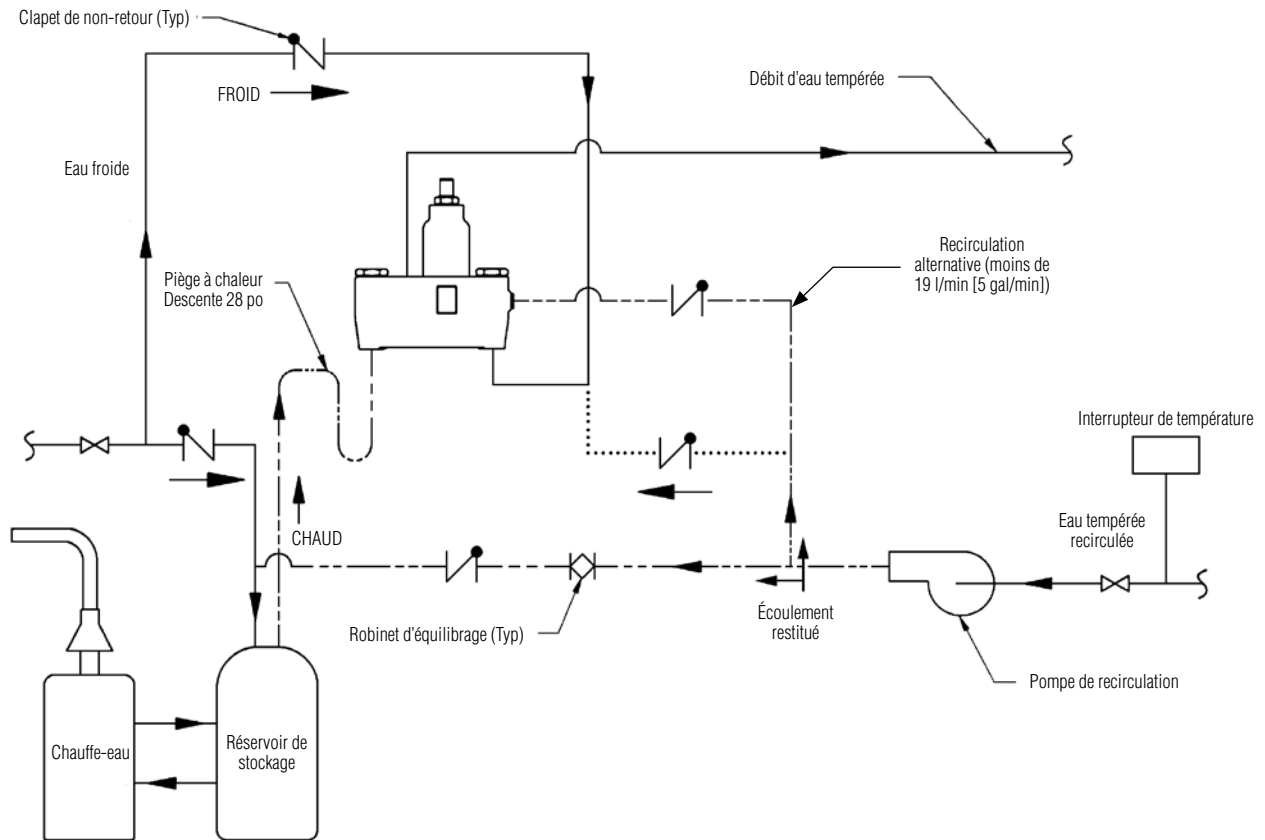 Clapet de non-retour (Typ)
FROID
Débit d'eau tempérée
Eau froide
Piège à chaleur
Descente 28 po
Recirculation
alternative (moins de
19 l/min [5 gal/min])
Interrupteur de température
CHAUD
Eau tempérée
recirculée
Robinet d'équilibrage (Typ)
Écoulement
restitué
Pompe de recirculation
Chauffe-eau
Réservoir de
stockage